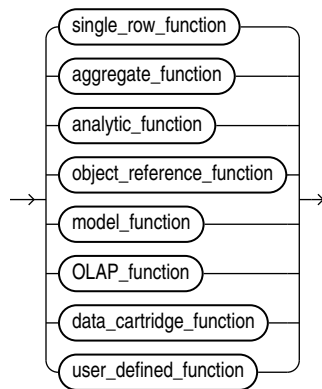 single_row_function
aggregate_function
analytic_function
object_reference_function
model_function
OLAP_function
data_cartridge_function
user_defined_function